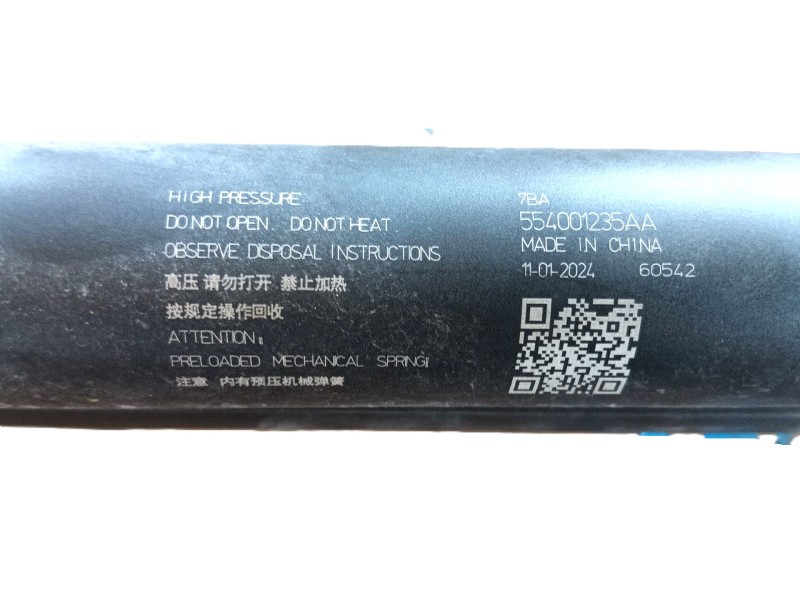 HIGH PRESSURE
DO NOT OPEN. DO NOT HEAT.
OBSERVE DISPOSAL INSTRUCTIONS
高压 请勿打开 禁止加热
按规定操作回收
ATTENTION:
PRELOADED MECHANICAL SPRING!
注意 内有预压机械弹簧
7BA
554001235AA
MADE IN CHINA
11-01-2024 60542